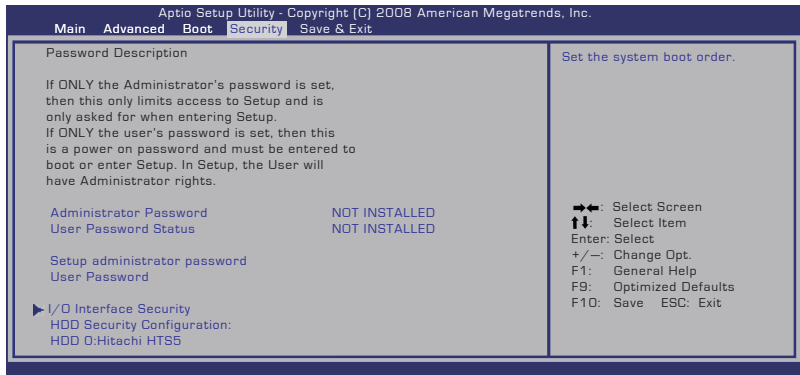 Aptio Setup Utility - Copyright (C) 2008 American Megatrends, Inc.
Main Advanced Boot Security Save & Exit
Password Description
If ONLY the Administrator's password is set,
then this only limits access to Setup and is
only asked for when entering Setup.
If ONLY the user's password is set, then this
is a power on password and must be entered to
boot or enter Setup. In Setup, the User will
have Administrator rights.
Administrator Password NOT INSTALLED
User Password Status NOT INSTALLED
Setup administrator password
User Password
I/O Interface Security
HDD Security Configuration:
HDD 0:Hitachi HTS5
Set the system boot order.
→←: Select Screen
↑↓: Select Item
Enter: Select
+/—: Change Opt.
F1: General Help
F9: Optimized Defaults
F10: Save ESC: Exit